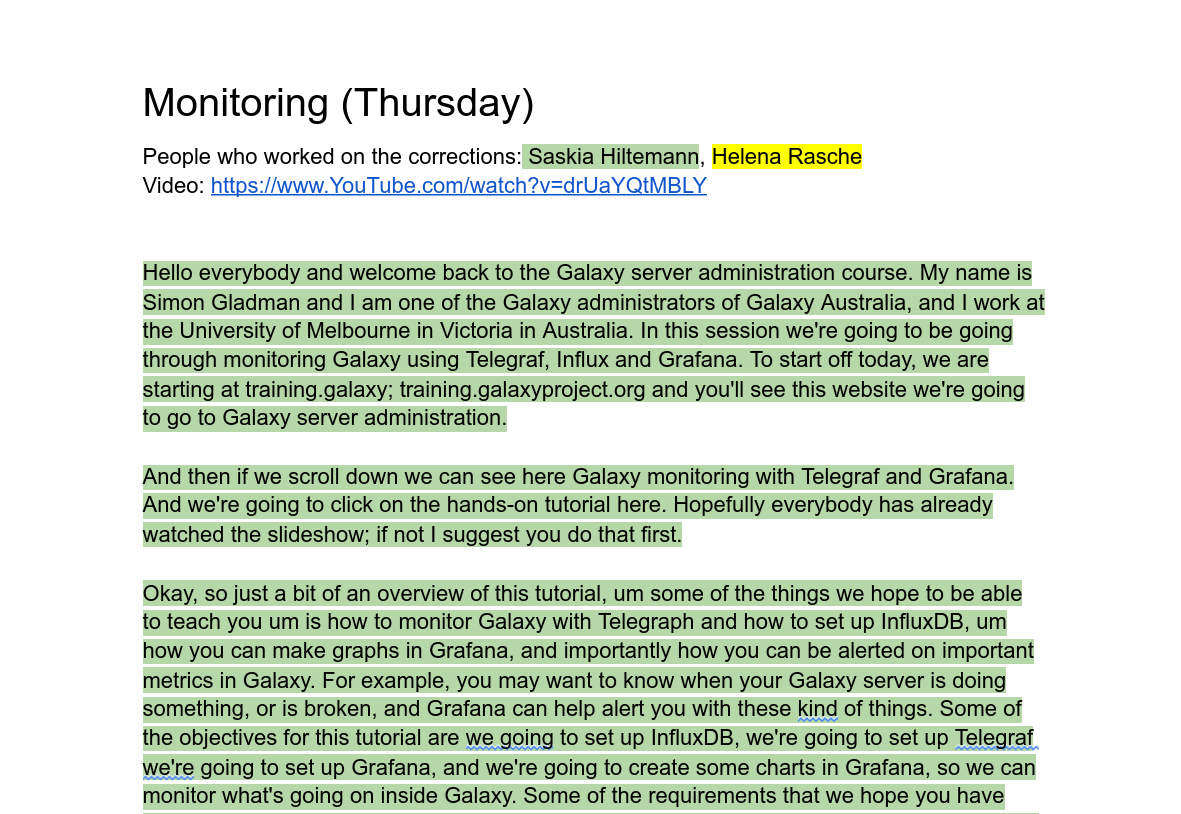 Monitoring (Thursday)
People who worked on the corrections: Saskia Hiltemann, Helena Rasche
Video: https://www.YouTube.com/watch?v=drUaYQtMBLY
Hello everybody and welcome back to the Galaxy server administration course. My name is
Simon Gladman and I am one of the Galaxy administrators of Galaxy Australia, and I work at
the University of Melbourne in Victoria in Australia. In this session we're going to be going
through monitoring Galaxy using Telegraf, Influx and Grafana. To start off today, we are
starting at training.galaxy; training.galaxyproject.org and you'll see this website we're going
to go to Galaxy server administration.
And then if we scroll down we can see here Galaxy monitoring with Telegraf and Grafana.
And we're going to click on the hands-on tutorial here. Hopefully everybody has already
watched the slideshow; if not I suggest you do that first.
Okay, so just a bit of an overview of this tutorial, um some of the things we hope to be able
to teach you um is how to monitor Galaxy with Telegraph and how to set up InfluxDB, um
how you can make graphs in Grafana, and importantly how you can be alerted on important
metrics in Galaxy. For example, you may want to know when your Galaxy server is doing
something, or is broken, and Grafana can help alert you with these kind of things. Some of
the objectives for this tutorial are we going to set up InfluxDB, we're going to set up Telegraf
we're going to set up Grafana, and we're going to create some charts in Grafana, so we can
monitor what's going on inside Galaxy. Some of the requirements that we hope you have